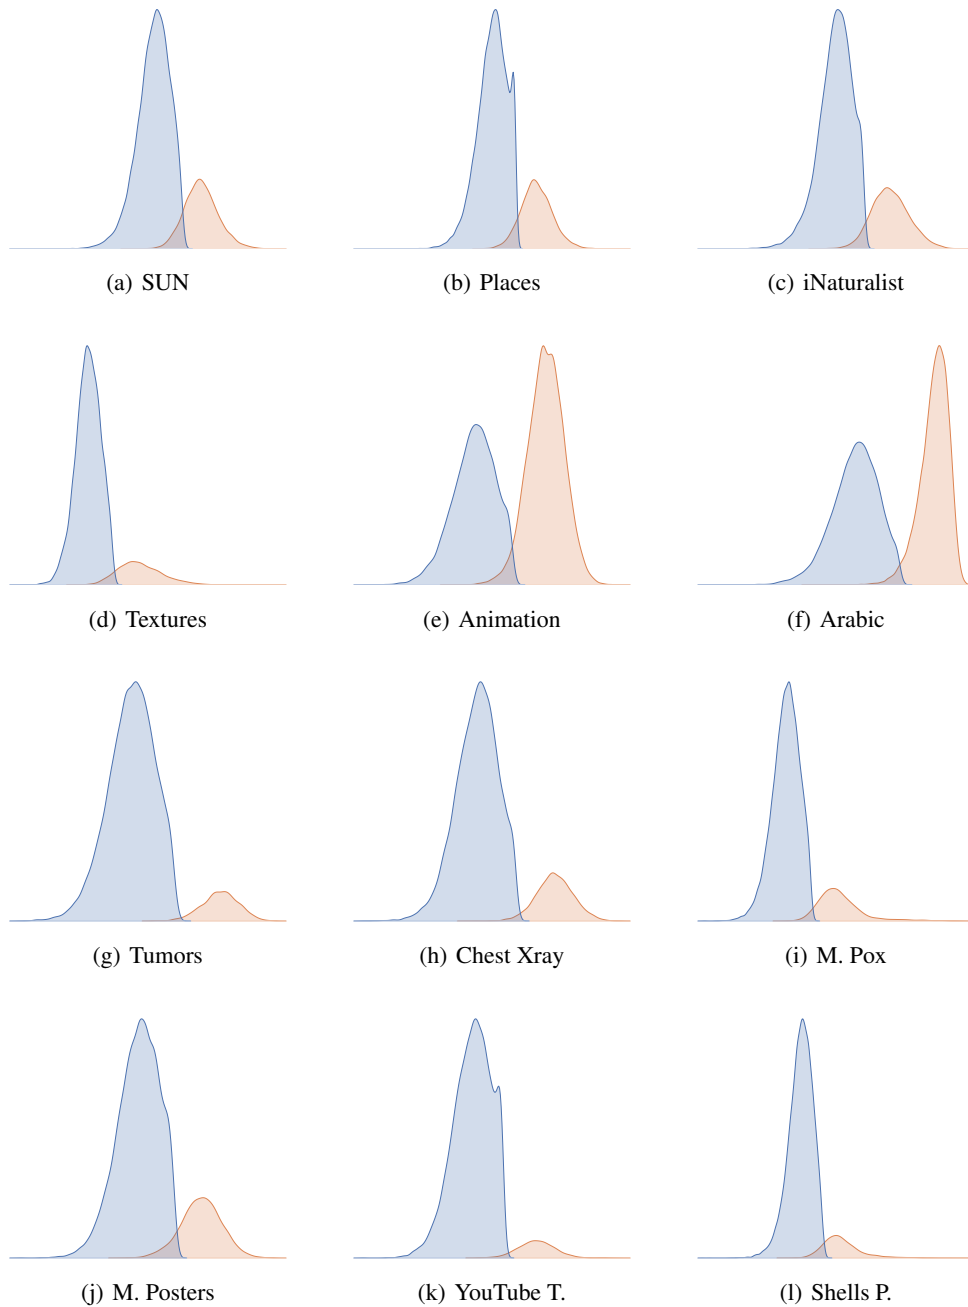 (a) SUN
(b) Places
(c) iNaturalist
(d) Textures
(e) Animation
(f) Arabic
(g) Tumors
(h) Chest Xray
(i) M. Pox
(j) M. Posters
(k) YouTube T.
(l) Shells P.